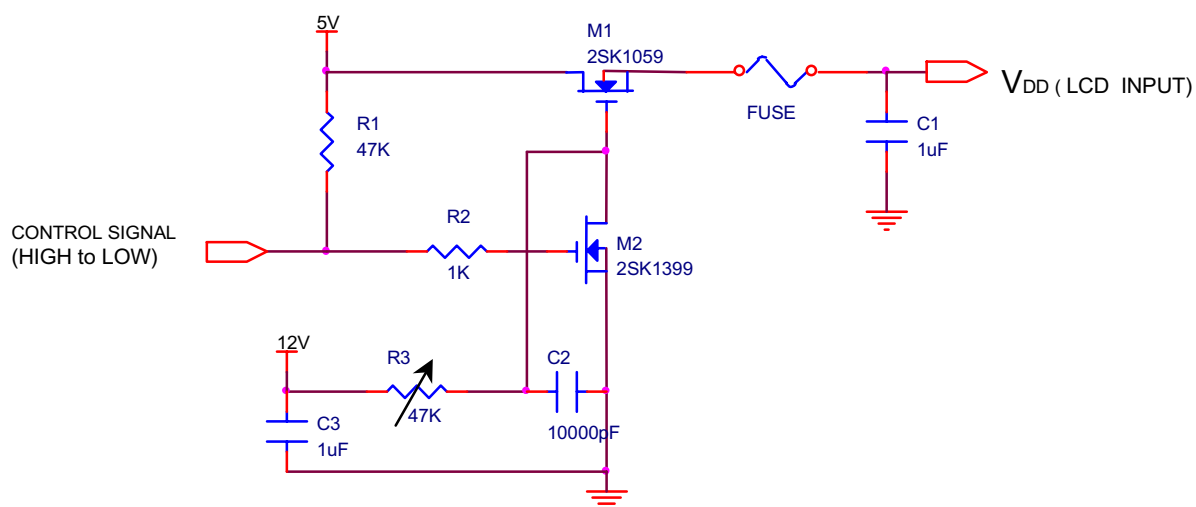 5V
M1
2SK1059
VDD ( LCD INPUT)
FUSE
R1
47K
C1
1uF
CONTROL SIGNAL
(HIGH to LOW)
R2
1K
M2
2SK1399
12V
R3
47K
C2
10000pF
C3
1uF